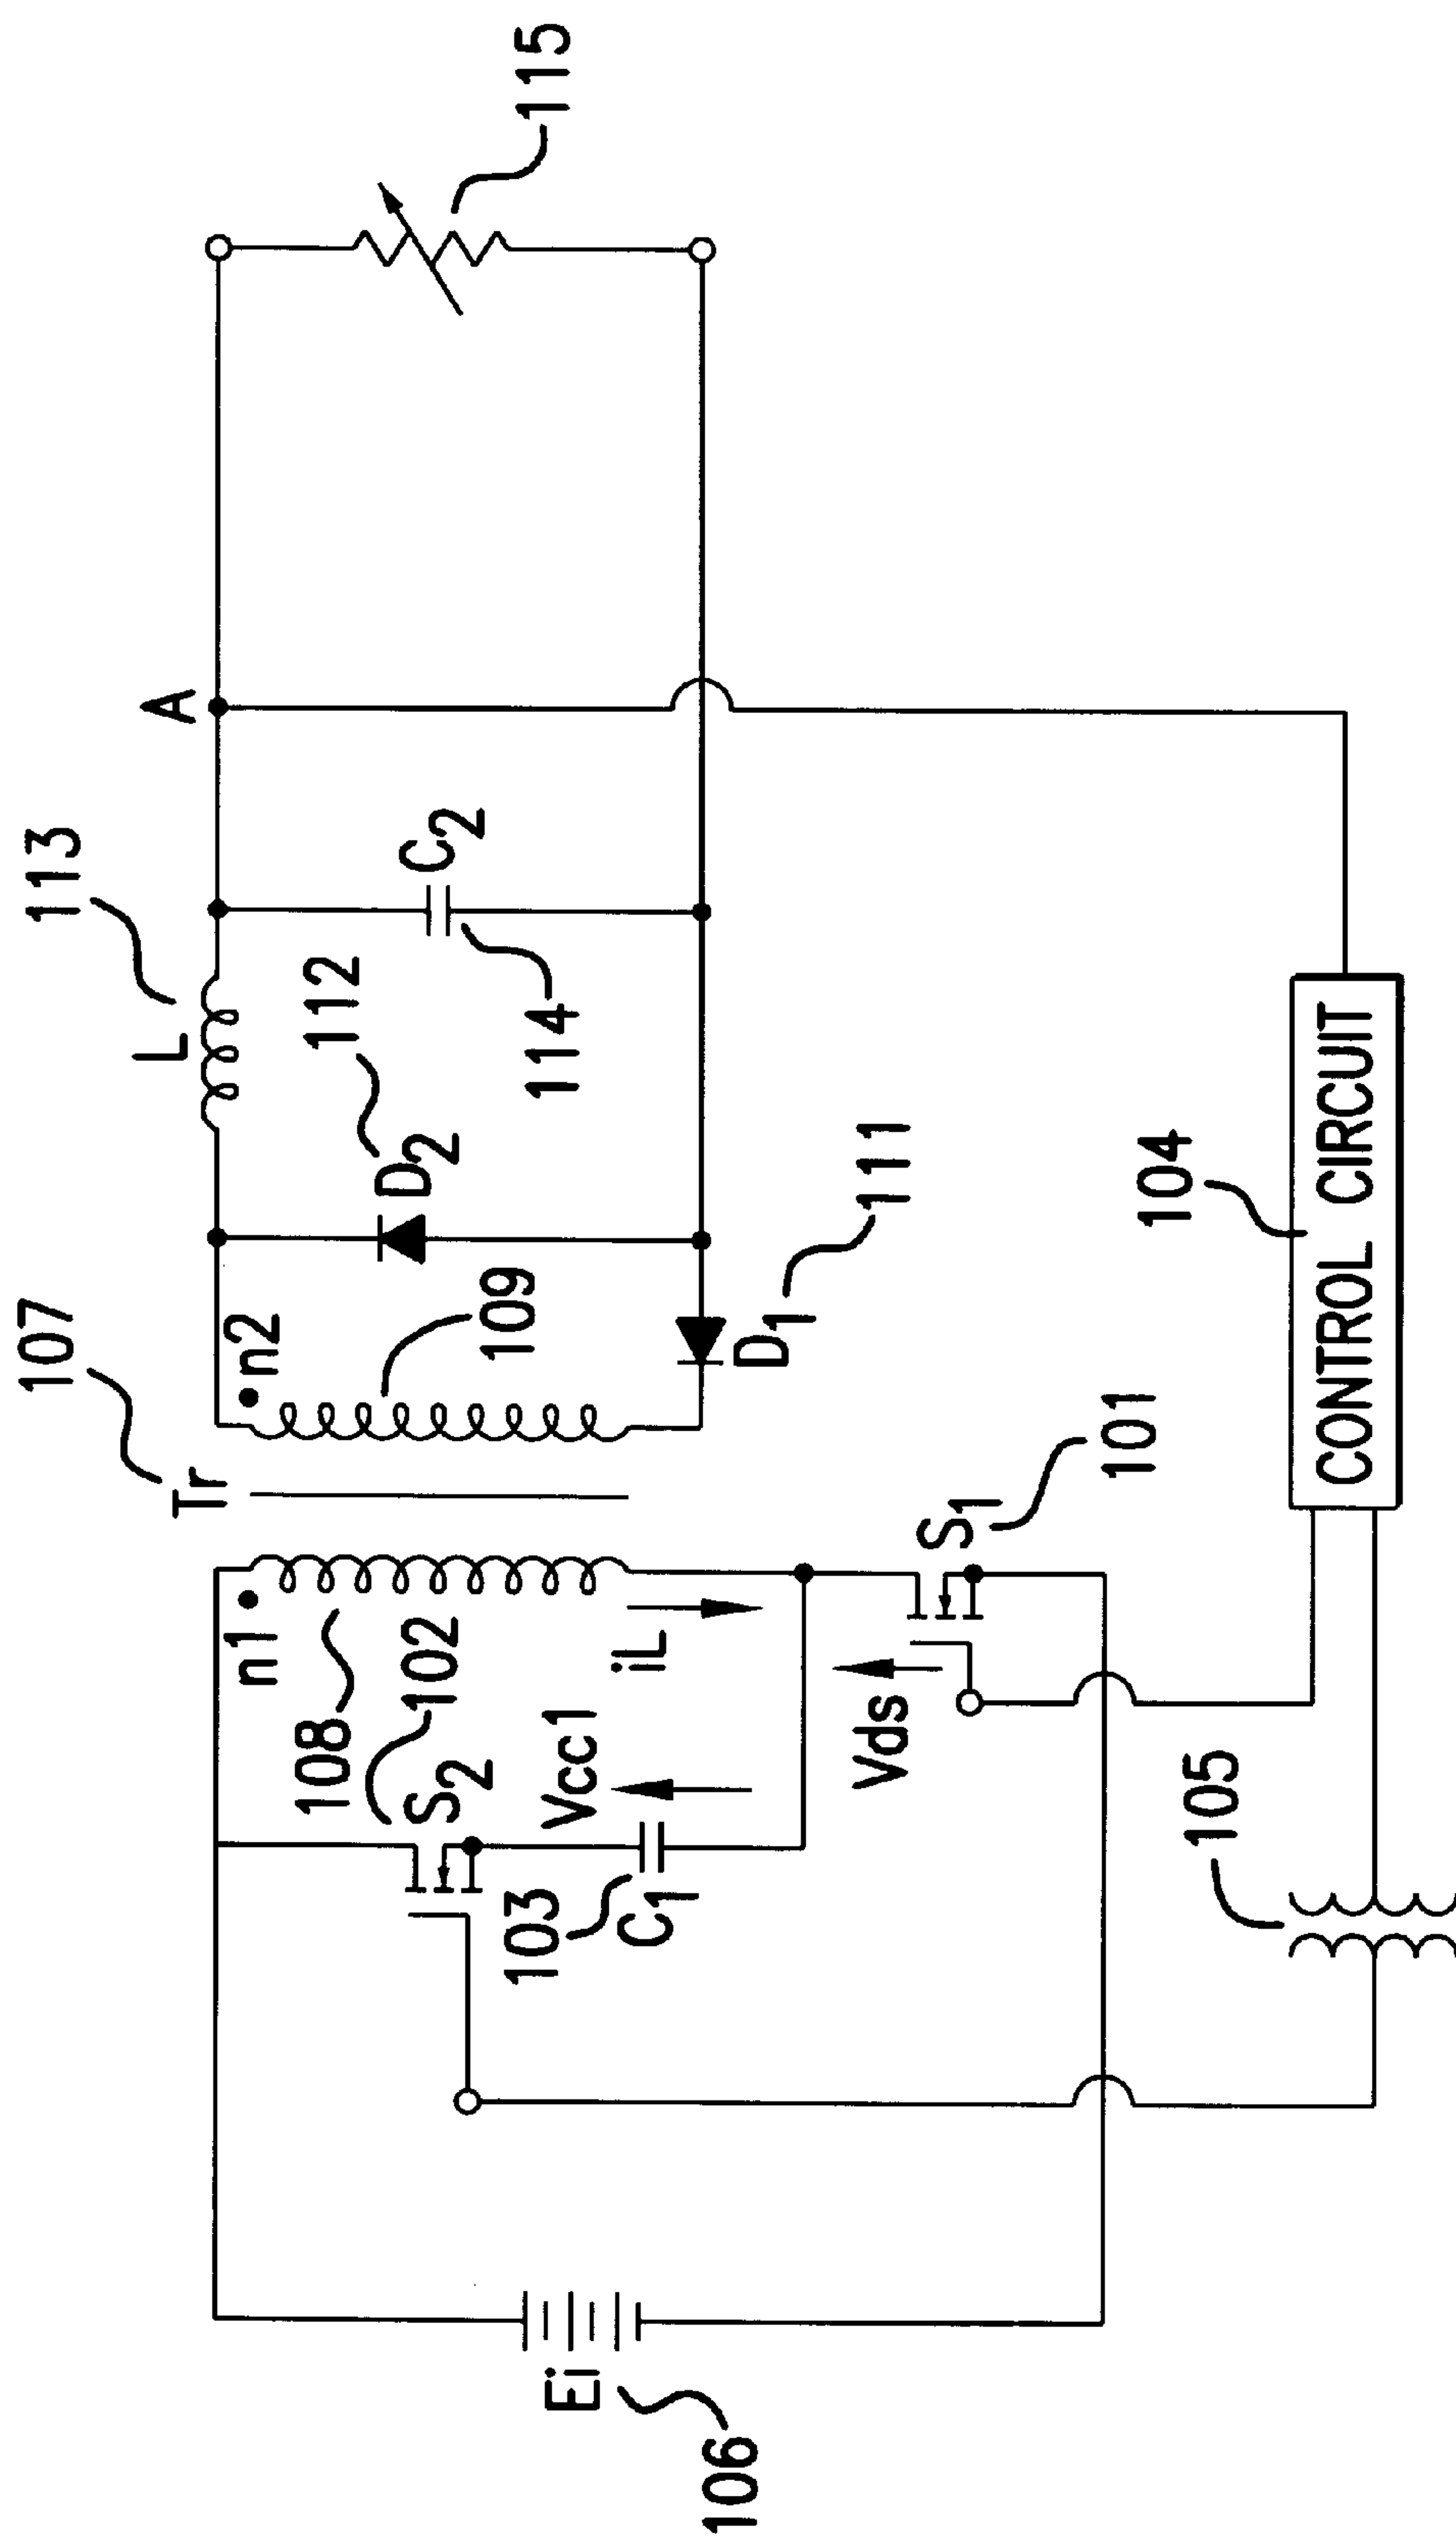 107
113
Tr
L
A
115
n1
n2
108
109
112
102
D2
C2
S2
114
Vcc1
iL
103
C1
Ei
106
D1
111
Vds
S1
101
105
104
CONTROL CIRCUIT